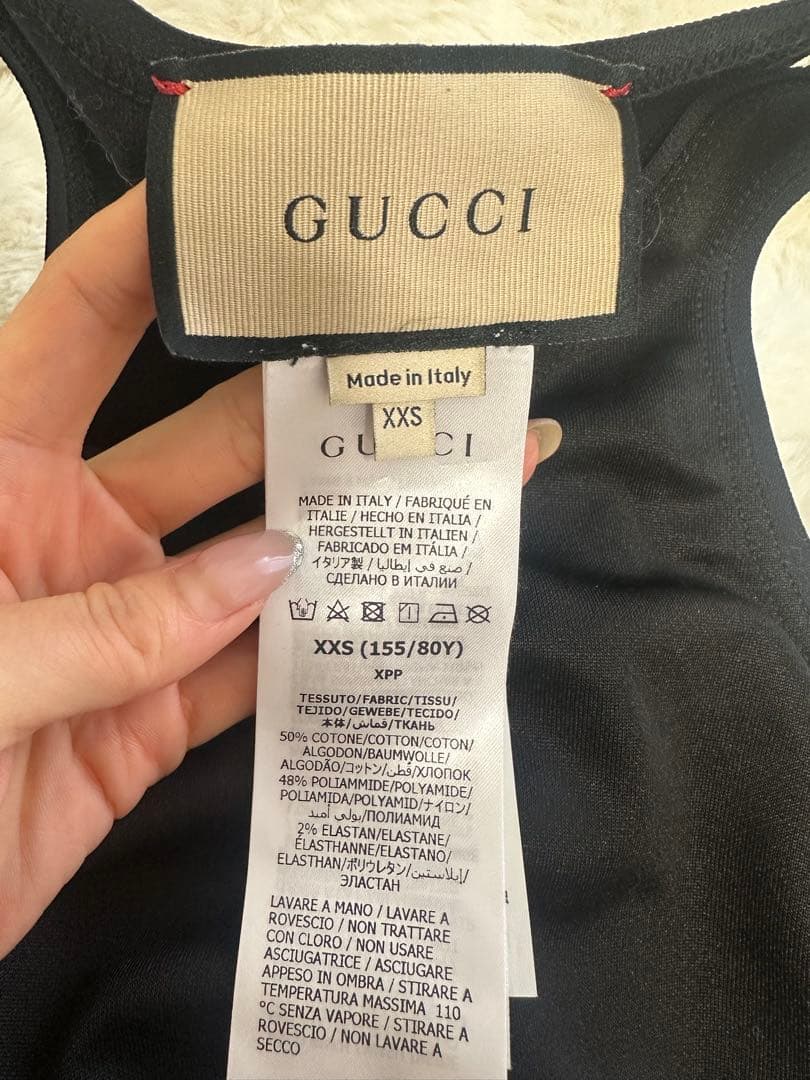 GUCCI
Made in Italy
XXS
GUCCI
MADE IN ITALY / FABRIQUÉ EN
ITALIE / HECHO EN ITALIA /
HERGESTELLT IN ITALIEN /
FABRICADO EM ITÁLIA /
イタリア製 / صنع في إيطاليا /
СДЕЛАНО В ИТАЛИИ
XXS (155/80Y)
XPP
TESSUTO/FABRIC/TISSU/
TEJIDO/GEWEBE/TECIDO/
本体/قماش/ТКАНЬ
50% COTONE/COTTON/COTON/
ALGODON/BAUMWOLLE/
ALGODÃO/コットン/قطن/ХЛОПОК
48% POLIAMMIDE/POLYAMIDE/
POLIAMIDA/POLYAMID/ナイロン/
بولي أميد/ПОЛИАМИД
2% ELASTAN/ELASTANE/
ÉLASTHANNE/ELASTANO/
ELASTHAN/ポリウレタン/إيلاستين/
ЭЛАСТАН
LAVARE A MANO / LAVARE A
ROVESCIO / NON TRATTARE
CON CLORO / NON USARE
ASCIUGATRICE / ASCIUGARE
APPESO IN OMBRA / STIRARE A
TEMPERATURA MASSIMA 110
°C SENZA VAPORE / STIRARE A
ROVESCIO / NON LAVARE A
SECCO